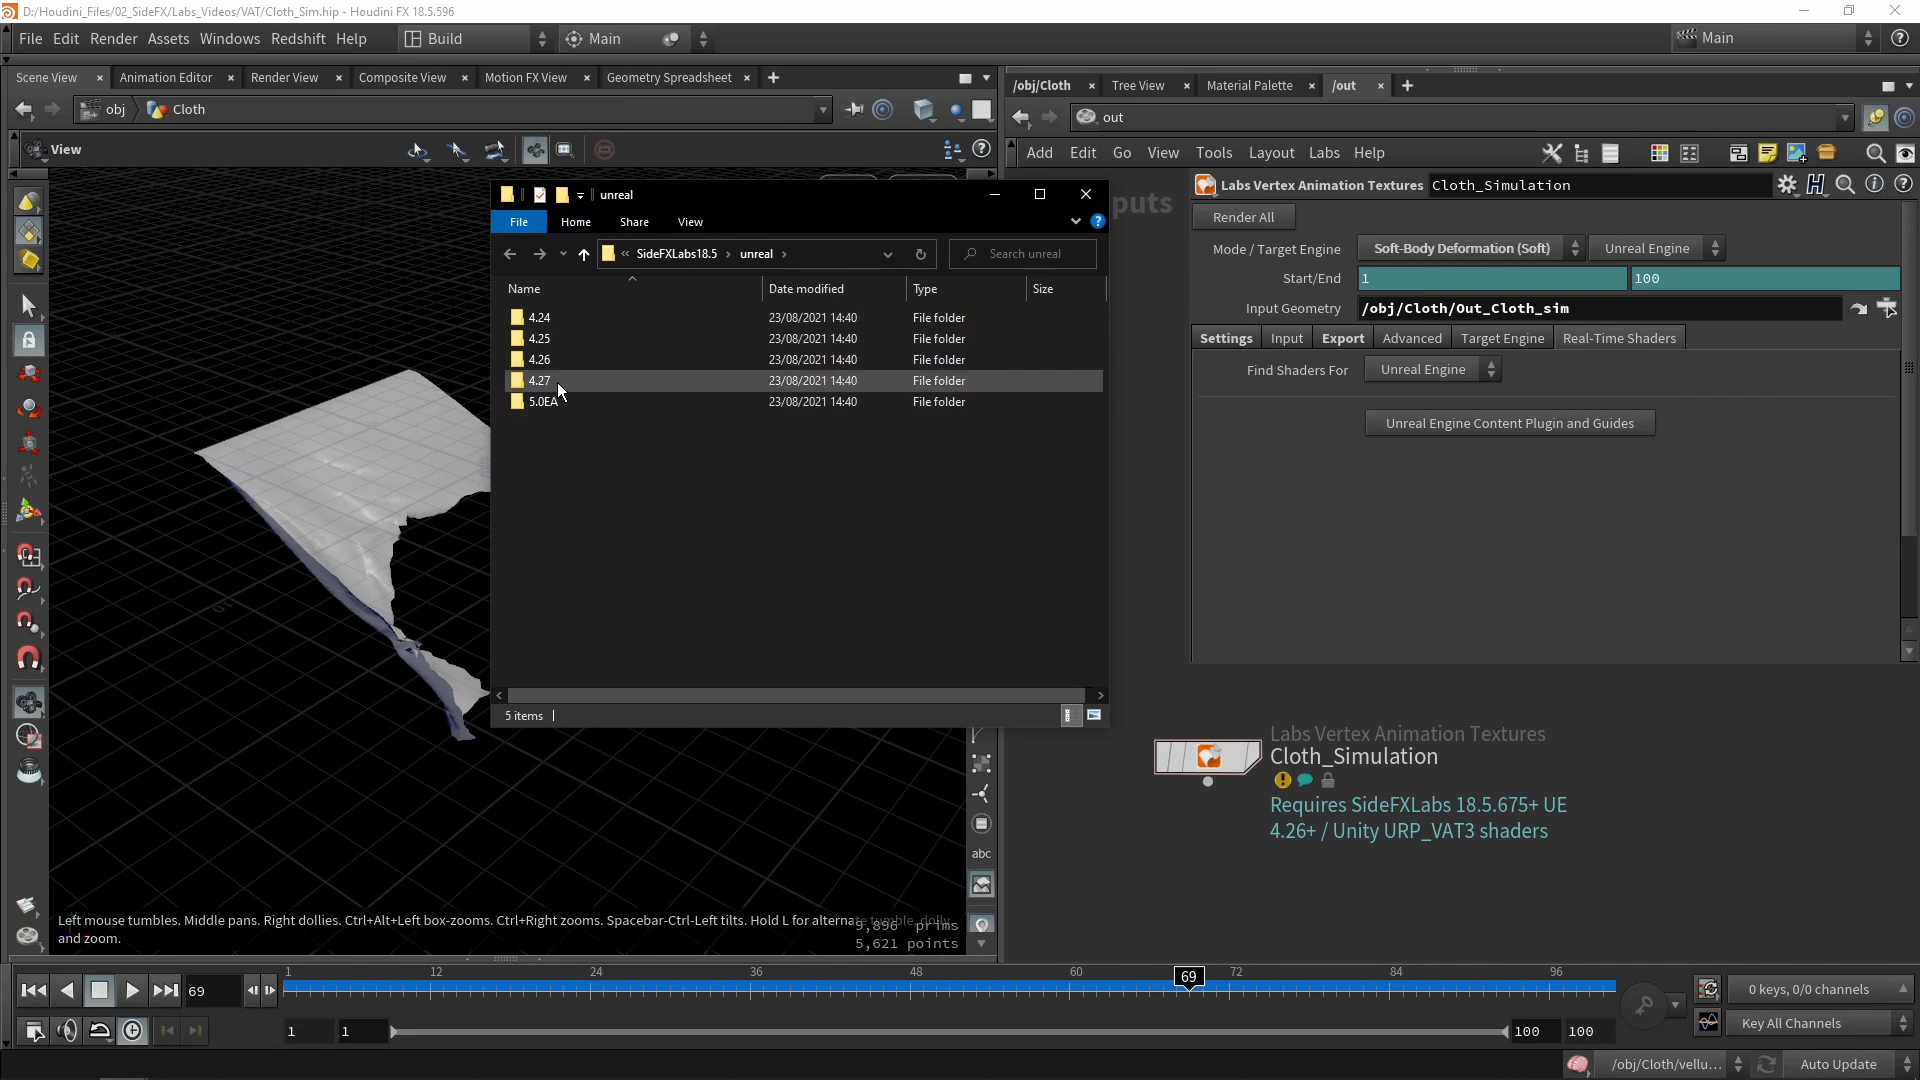 D:/Houdini_Files/02_SideFX/Labs_Videos/VAT/Cloth_Sim.hip - Houdini FX 18.5.596
File Edit Render Assets Windows Redshift Help
Build
Main
Main
Scene View
Animation Editor
Render View
Composite View
Motion FX View
Geometry Spreadsheet
obj
Cloth
View
/obj/Cloth
Tree View
Material Palette
/out
out
Add Edit Go View Tools Layout Labs Help
puts
Labs Vertex Animation Textures
Cloth_Simulation
Render All
Mode / Target Engine
Soft-Body Deformation (Soft)
Unreal Engine
Start/End
1
100
Input Geometry
/obj/Cloth/Out_Cloth_sim
Settings
Input
Export
Advanced
Target Engine
Real-Time Shaders
Find Shaders For
Unreal Engine
Unreal Engine Content Plugin and Guides
unreal
File
Home
Share
View
« SideFXLabs18.5 › unreal ›
Search unreal
Name
Date modified
Type
Size
4.24 23/08/2021 14:40 File folder
4.25 23/08/2021 14:40 File folder
4.26 23/08/2021 14:40 File folder
4.27 23/08/2021 14:40 File folder
5.0EA 23/08/2021 14:40 File folder
5 items
Labs Vertex Animation Textures
Cloth_Simulation
Requires SideFXLabs 18.5.675+ UE
4.26+ / Unity URP_VAT3 shaders
abc
Left mouse tumbles. Middle pans. Right dollies. Ctrl+Alt+Left box-zooms. Ctrl+Right zooms. Spacebar-Ctrl-Left tilts. Hold L for alternate tumble, dolly,
and zoom.
9,896 prims
5,621 points
69
1 12 24 36 48 60 69 72 84 96
0 keys, 0/0 channels
1
1
100
100
Key All Channels
/obj/Cloth/vellu...
Auto Update